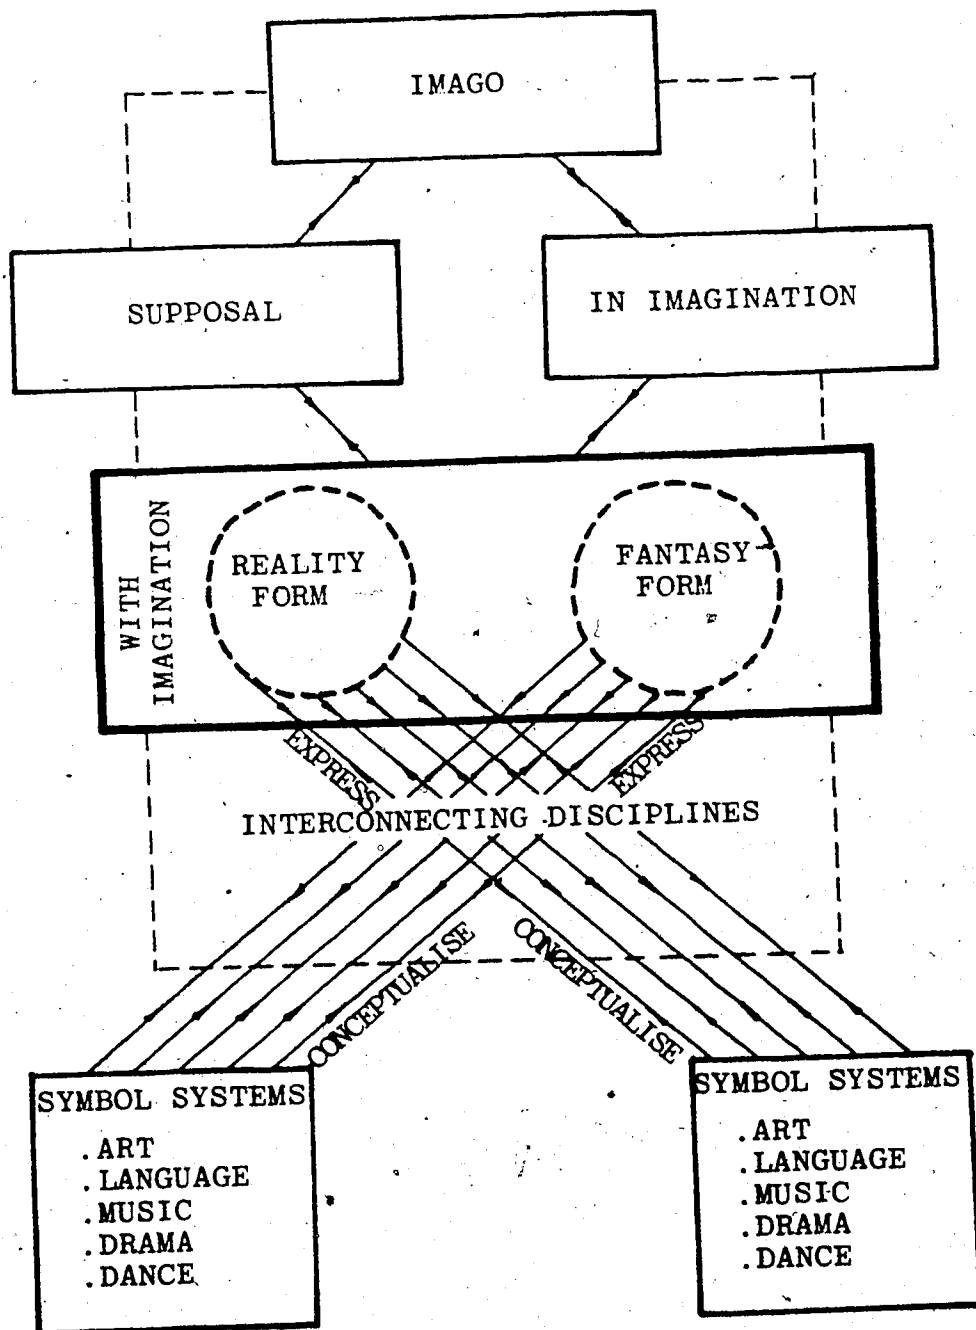 IMAGO
SUPPOSAL
IN IMAGINATION
WITH
IMAGINATION
REALITY
FORM
FANTASY
FORM
EXPRESS
EXPRESS
INTERCONNECTING DISCIPLINES
CONCEPTUALISE
CONCEPTUALISE
SYMBOL SYSTEMS
.ART
.LANGUAGE
.MUSIC
.DRAMA
.DANCE
SYMBOL SYSTEMS
.ART
.LANGUAGE
.MUSIC
.DRAMA
.DANCE